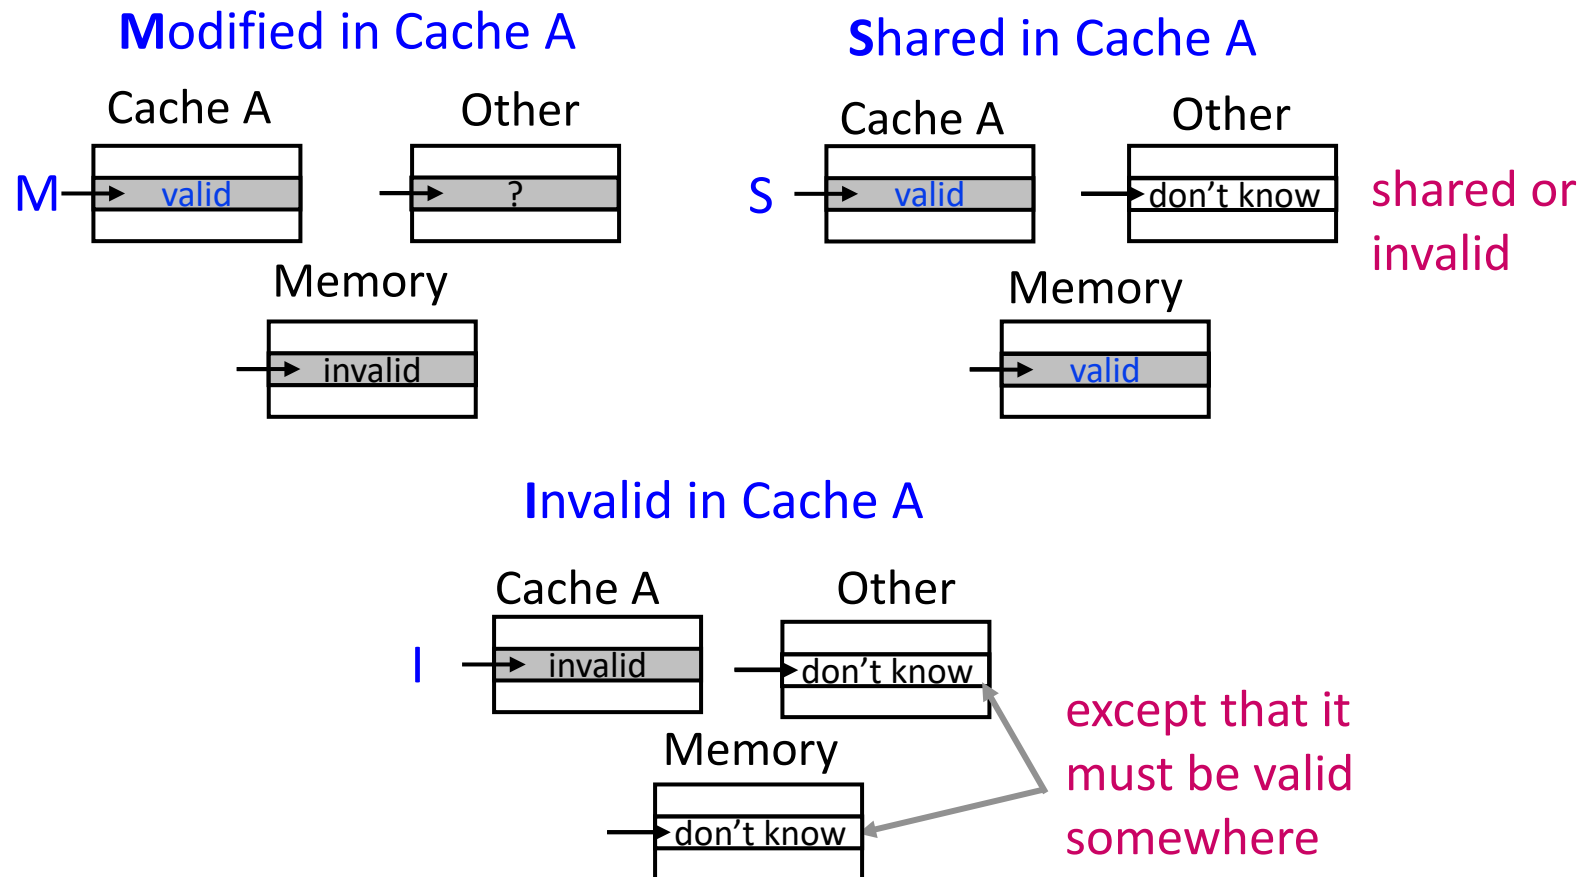 Modified in Cache A
Cache A
Other
M
valid
?
Memory
invalid
Shared in Cache A
Cache A
Other
S
valid
don't know
shared or
invalid
Memory
valid
Invalid in Cache A
Cache A
Other
I
invalid
don't know
Memory
don't know
except that it
must be valid
somewhere